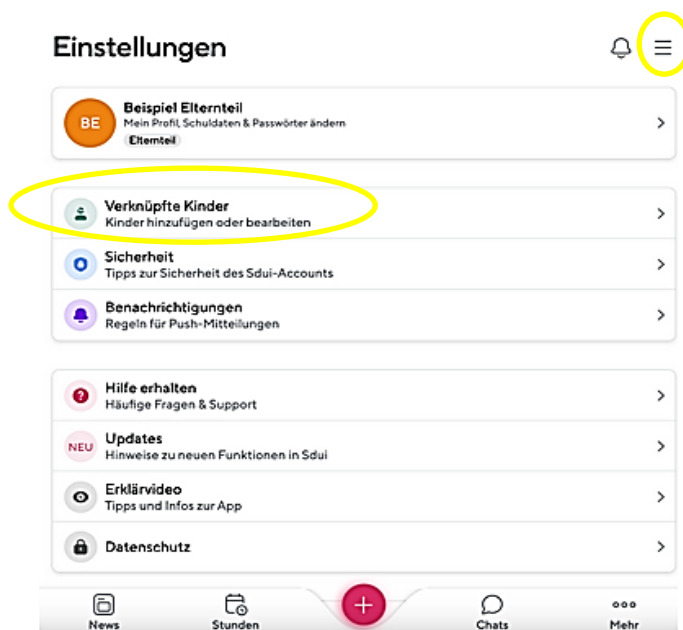 Einstellungen
BE
Beispiel Elternteil
Mein Profil, Schuldaten & Passwörter ändern
Elternteil
Verknüpfte Kinder
Kinder hinzufügen oder bearbeiten
Sicherheit
Tipps zur Sicherheit des Sdui-Accounts
Benachrichtigungen
Regeln für Push-Mitteilungen
Hilfe erhalten
Häufige Fragen & Support
NEU
Updates
Hinweise zu neuen Funktionen in Sdui
Erklärvideo
Tipps und Infos zur App
Datenschutz
News
Stunden
Chats
Mehr